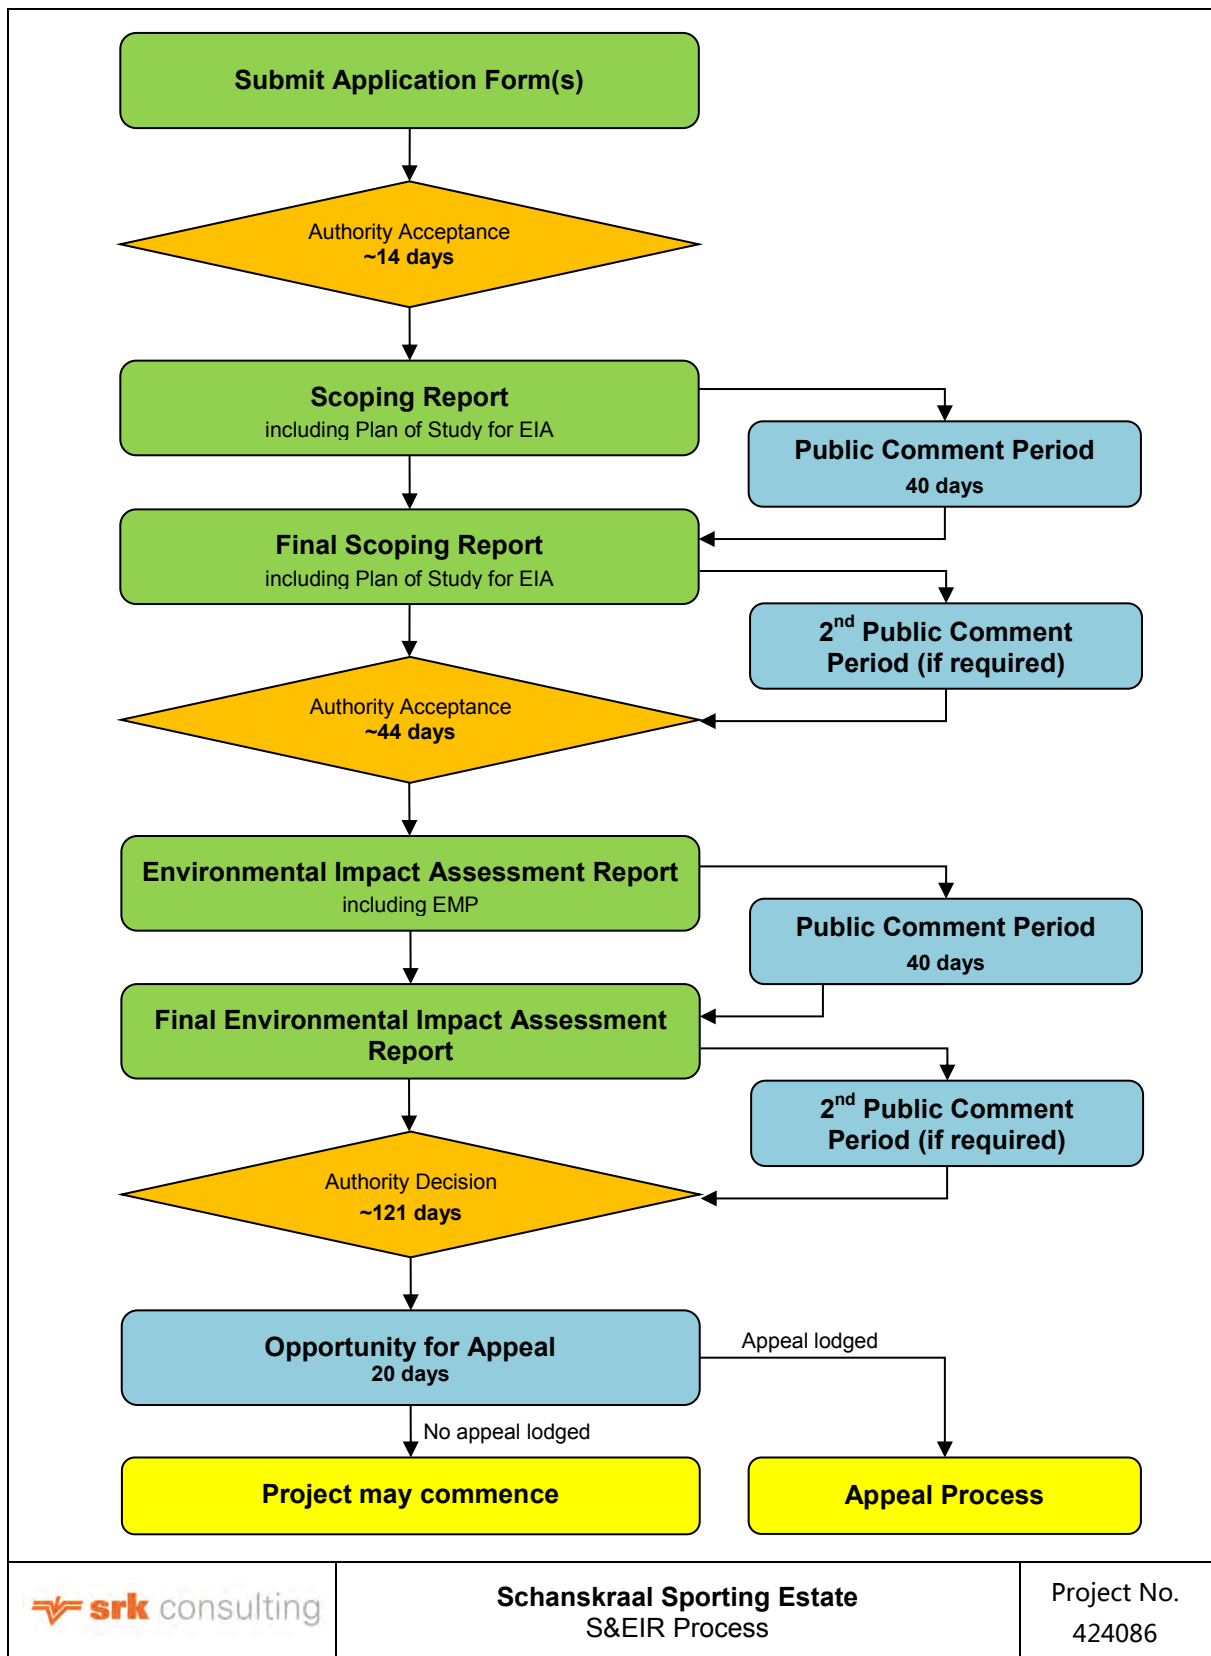 Submit Application Form(s)
Authority Acceptance
~14 days
Scoping Report
including Plan of Study for EIA
Public Comment Period
40 days
Final Scoping Report
including Plan of Study for EIA
2nd Public Comment
Period (if required)
Authority Acceptance
~44 days
Environmental Impact Assessment Report
including EMP
Public Comment Period
40 days
Final Environmental Impact Assessment
Report
2nd Public Comment
Period (if required)
Authority Decision
~121 days
Opportunity for Appeal
20 days
Appeal lodged
No appeal lodged
Project may commence
Appeal Process
srk consulting
Schanskraal Sporting Estate
S&EIR Process
Project No.
424086